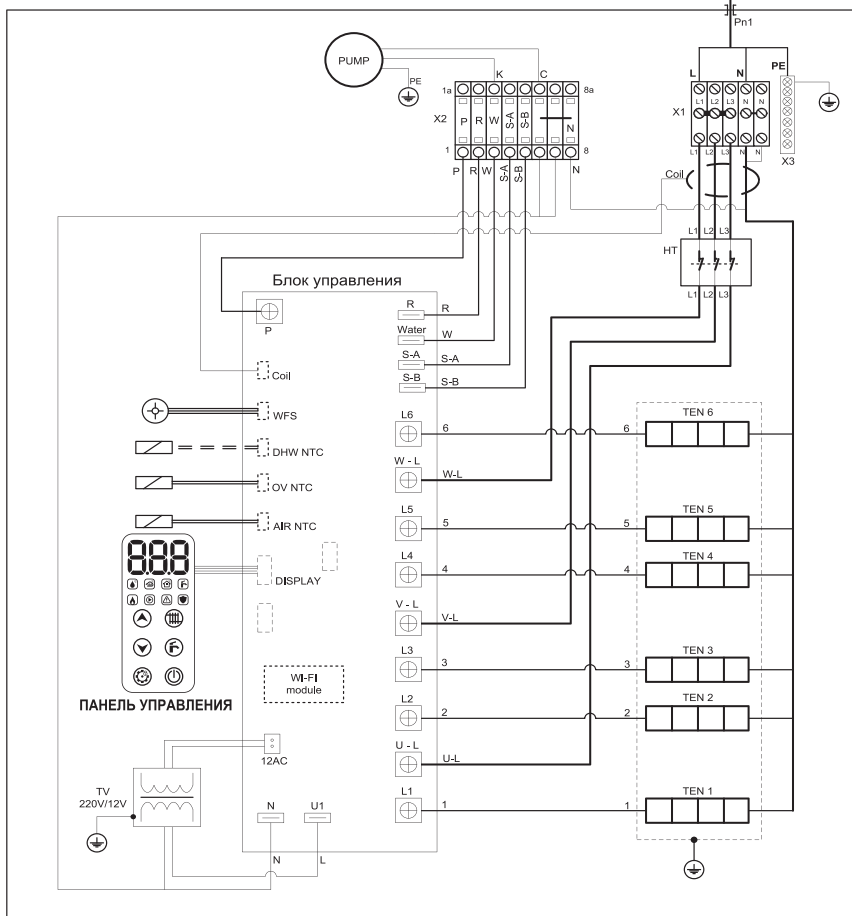 Pn1
PUMP
K
C
PE
L
N
PE
1a
8a
L1 L2 L3 N N
X2
P R W S-A S-B N
X1
1
8
L1 L2 L3 N N
X3
P R W S-A S-B N
Coil
L1 L2 L3
HT
Блок управления
L1 L2 L3
P
R R
Water W
S-A S-A
S-B S-B
Coil
WFS
L6 6 6 TEN 6
DHW NTC
W - L W-L
OV NTC
L5 5 5 TEN 5
AIR NTC
8.8.8
L4 4 4 TEN 4
DISPLAY
V - L V-L
L3 3 3 TEN 3
WI-FI
module
ПАНЕЛЬ УПРАВЛЕНИЯ
L2 2 2 TEN 2
12AC
U - L U-L
TV
220V/12V
N U1
L1 1 1 TEN 1
N L